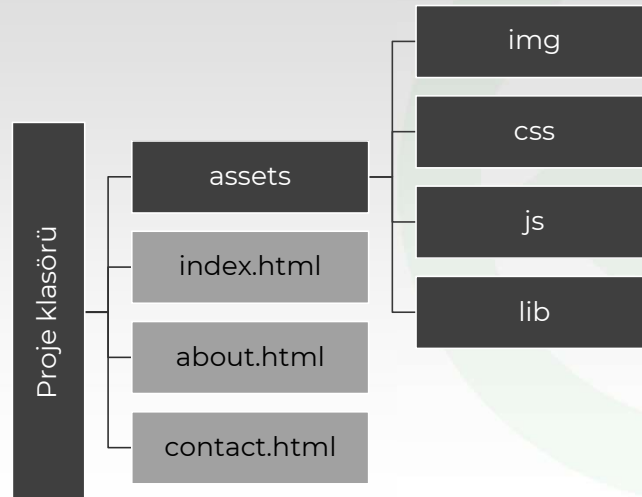 Proje klasörü
assets
index.html
about.html
contact.html
img
css
js
lib